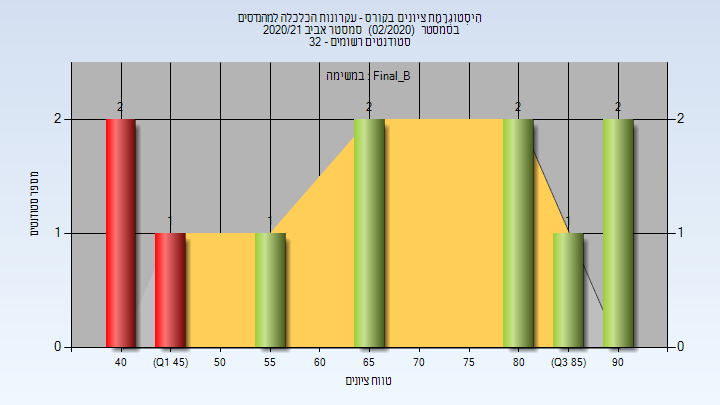 היסטוגרמת ציונים בקורס - עקרונות הכלכלה למהנדסים
בסמסטר (02/2020) סמסטר אביב 2020/21
סטודנטים רשומים - 32
במשימה : Final_B
2 2 2 2
1 1 1
2 2
1 1
0 0
מספר סטודנטים
40 (Q1 45) 50 55 60 65 70 75 80 (Q3 85) 90
טווח ציונים